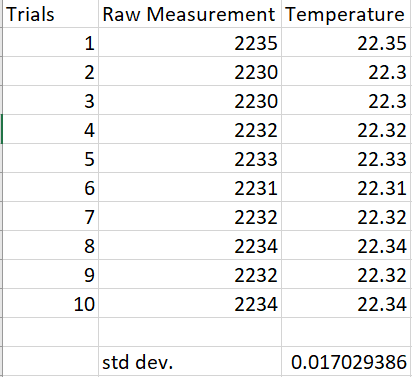 Trials Raw Measurement Temperature
1 2235 22.35
2 2230 22.3
3 2230 22.3
4 2232 22.32
5 2233 22.33
6 2231 22.31
7 2232 22.32
8 2234 22.34
9 2232 22.32
10 2234 22.34
std dev. 0.017029386